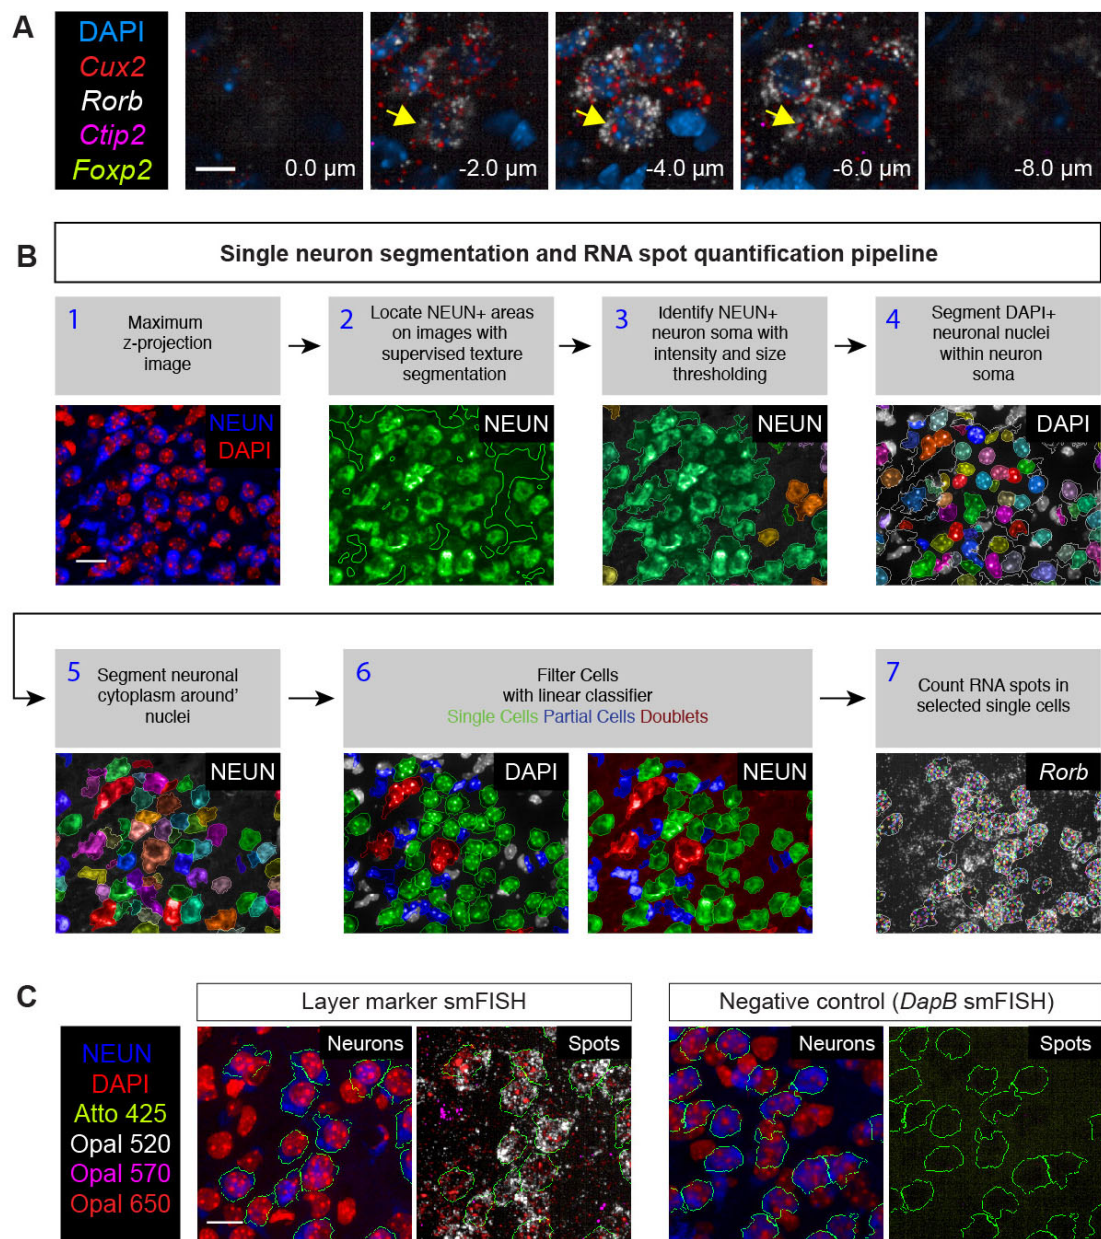 A
DAPI
Cux2
Rorb
Ctip2
Foxp2
0.0 µm
-2.0 µm
-4.0 µm
-6.0 µm
-8.0 µm
B
Single neuron segmentation and RNA spot quantification pipeline
1
Maximum
z-projection
image
2
Locate NEUN+ areas
on images with
supervised texture
segmentation
3
Identify NEUN+
neuron soma with
intensity and size
thresholding
4
Segment DAPI+
neuronal nuclei
within neuron
soma
NEUN
DAPI
NEUN
NEUN
DAPI
5
Segment neuronal
cytoplasm around'
nuclei
6
Filter Cells
with linear classifier
Single Cells Partial Cells Doublets
7
Count RNA spots in
selected single cells
NEUN
DAPI
NEUN
Rorb
C
Layer marker smFISH
Negative control (DapB smFISH)
NEUN
DAPI
Atto 425
Opal 520
Opal 570
Opal 650
Neurons
Spots
Neurons
Spots